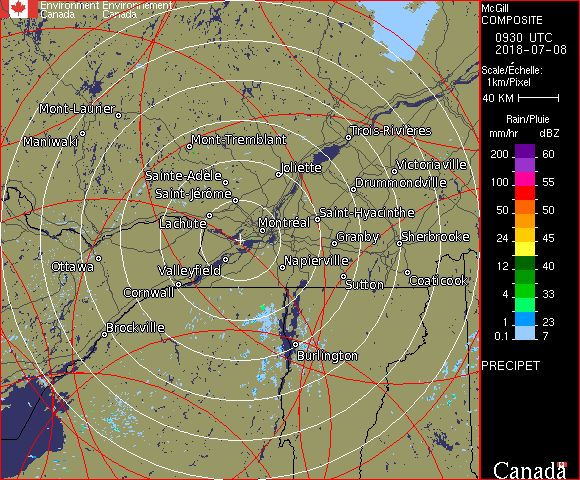 Environment Environnement
Canada Canada
McGill
COMPOSITE
0930 UTC
2018-07-08
Scale/Échelle:
1km/Pixel
40 KM
Rain/Pluie
mm/hr dBZ
200 60
100 55
100 55
50 50
24 45
12 40
4 33
1 23
0.1 7
PRECIPET
Canada
Mont-Laurier
Maniwaki
Mont-Tremblant
Trois-Rivières
Sainte-Adèle
Joliette
Victoriaville
Saint-Jérôme
Drummondville
Lachute
Montréal
Saint-Hyacinthe
Granby
Sherbrooke
Ottawa
Valleyfield
Napierville
Cornwall
Sutton
Coaticook
Brockville
Burlington